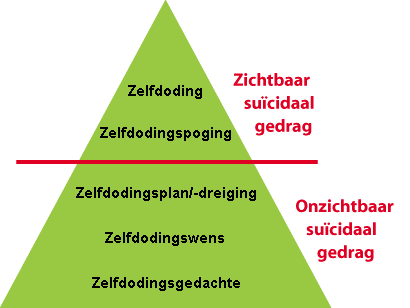 Zelfdoding
Zelfdodingspoging
Zichtbaar
suïcidaal
gedrag
Zelfdodingsplan/-dreiging
Zelfdodingswens
Zelfdodingsgedachte
Onzichtbaar
suïcidaal
gedrag